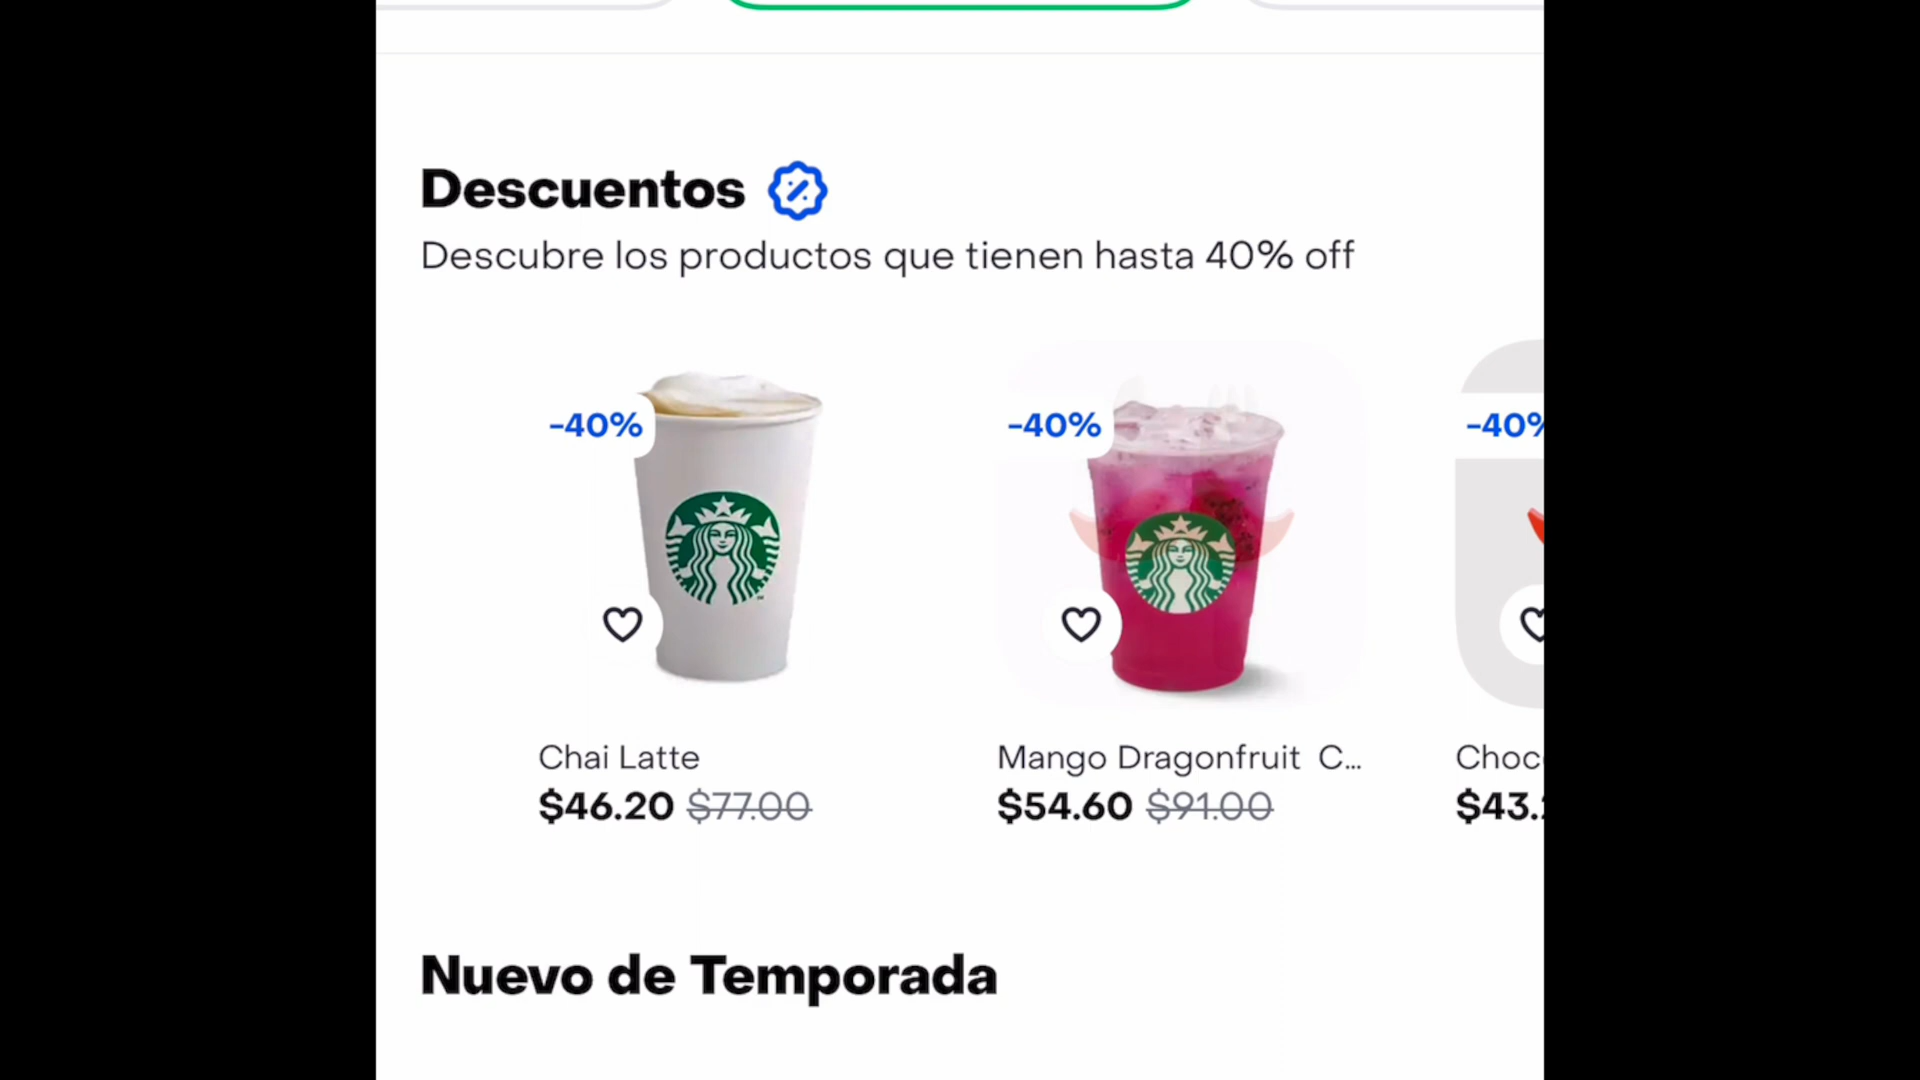 Descuentos
Descubre los productos que tienen hasta 40% off
-40%
-40%
Chai Latte
$46.20 $77.00
Mango Dragonfruit C...
$54.60 $91.00
Nuevo de Temporada